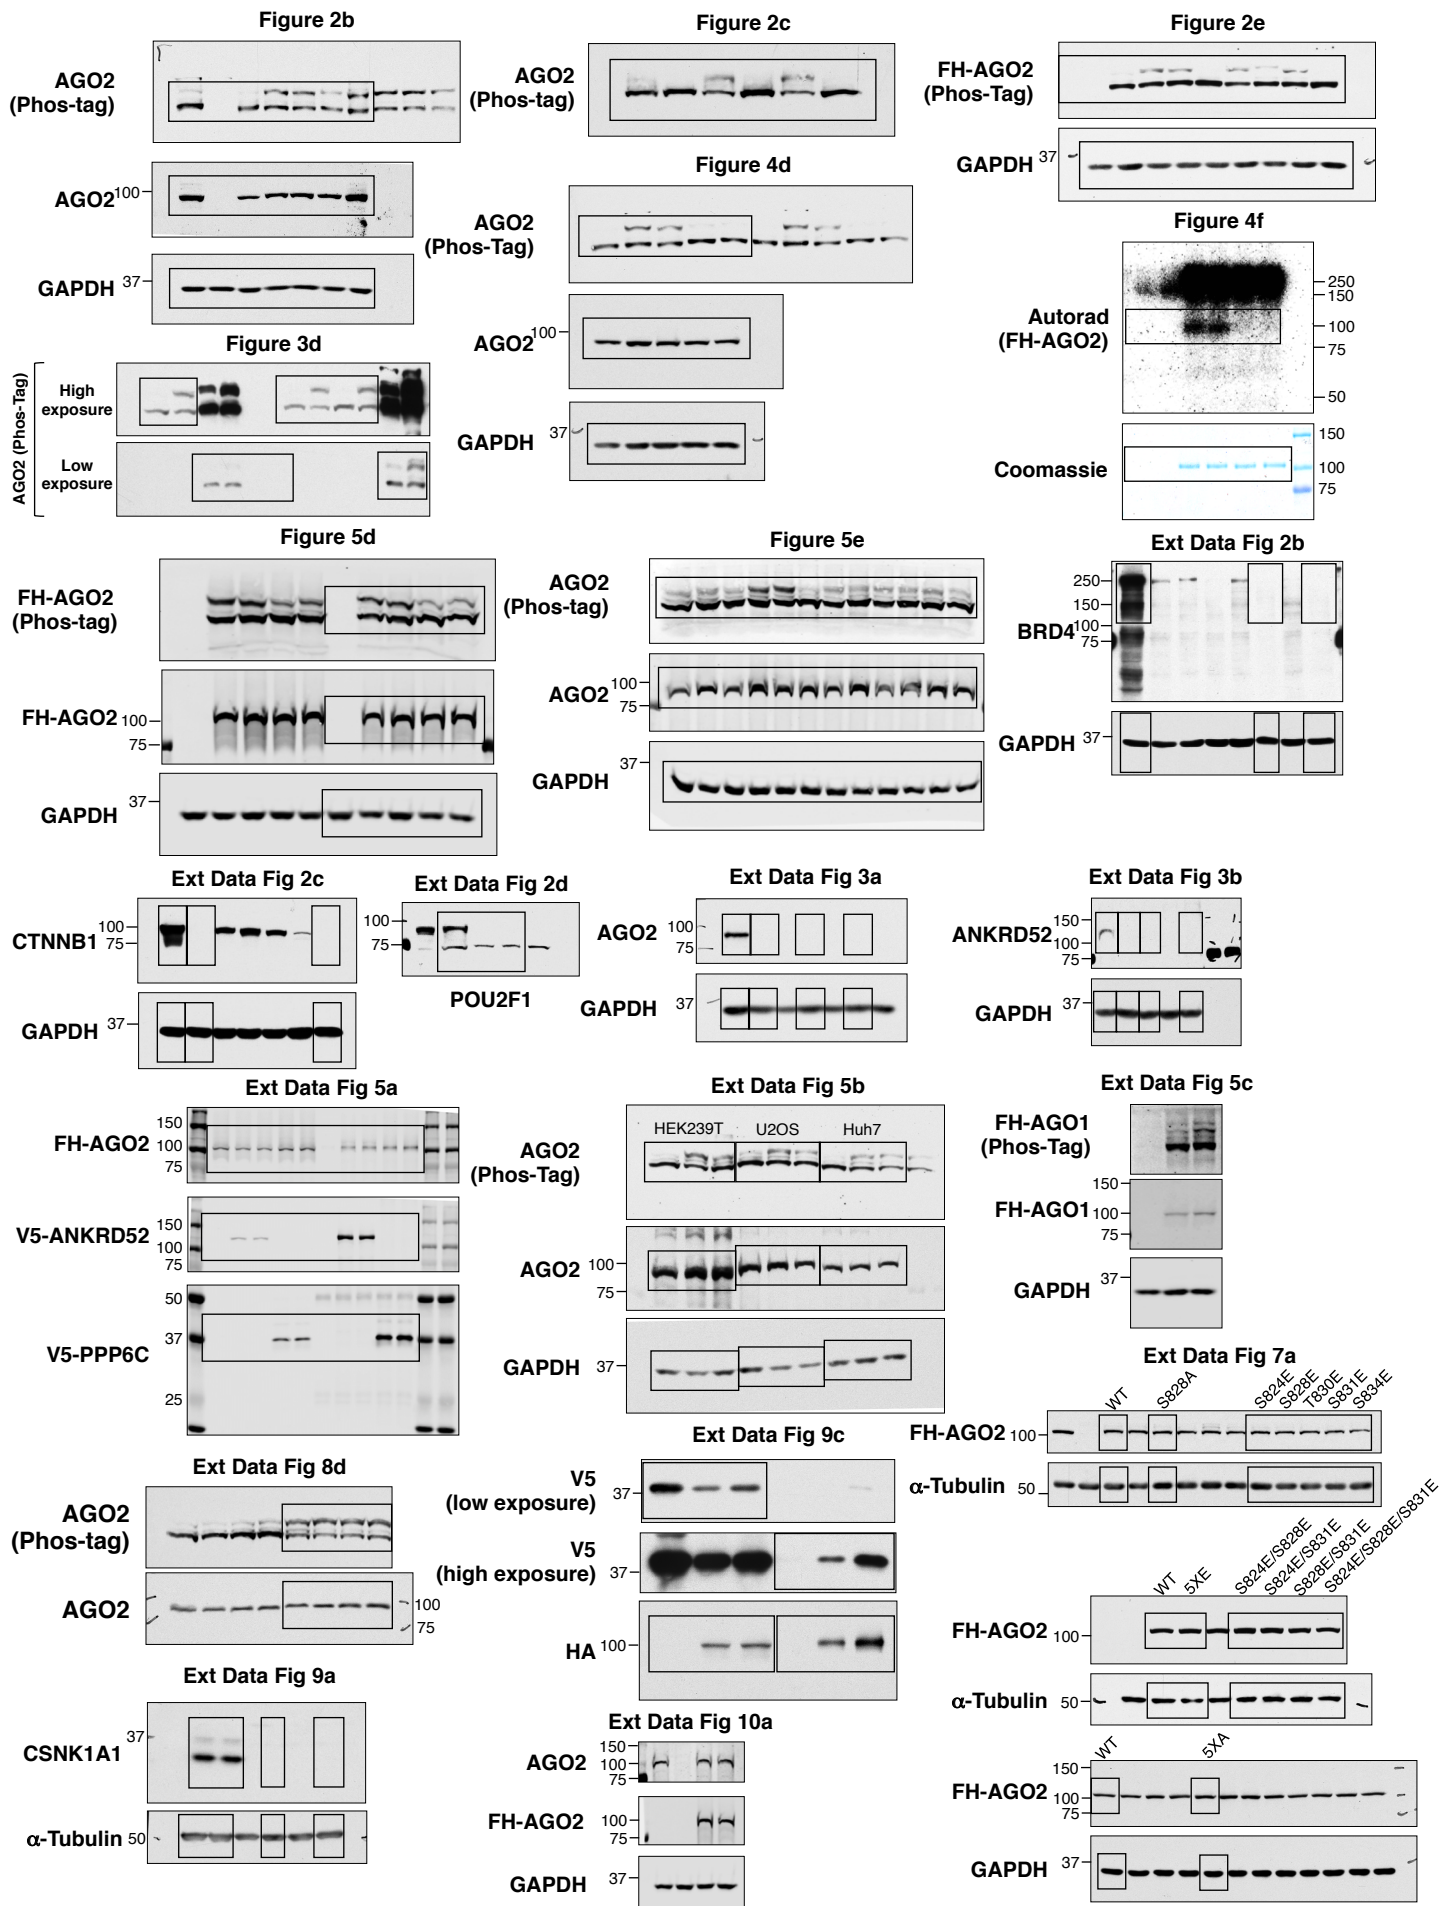 Figure 2b
AGO2
(Phos-tag)
AGO2
100
GAPDH
37
Figure 2c
AGO2
(Phos-tag)
Figure 2e
FH-AGO2
(Phos-Tag)
GAPDH
37
Figure 3d
AGO2 (Phos-Tag)
High
exposure
Low
exposure
Figure 4d
AGO2
(Phos-Tag)
AGO2
100
GAPDH
37
Figure 4f
Autorad
(FH-AGO2)
250
150
100
75
50
Coomassie
150
100
75
Figure 5d
FH-AGO2
(Phos-tag)
FH-AGO2
100
75
GAPDH
37
Figure 5e
AGO2
(Phos-tag)
AGO2
100
75
GAPDH
37
Ext Data Fig 2b
BRD4
250
150
100
75
GAPDH
37
Ext Data Fig 2c
CTNNB1
100
75
GAPDH
37
Ext Data Fig 2d
100
75
POU2F1
Ext Data Fig 3a
AGO2
100
75
GAPDH
37
Ext Data Fig 3b
ANKRD52
150
100
75
GAPDH
37
Ext Data Fig 5a
FH-AGO2
150
100
75
V5-ANKRD52
150
100
75
V5-PPP6C
50
37
25
Ext Data Fig 5b
HEK239T U2OS Huh7
AGO2
(Phos-Tag)
AGO2
100
75
GAPDH
37
Ext Data Fig 5c
FH-AGO1
(Phos-Tag)
FH-AGO1
150
100
75
GAPDH
37
Ext Data Fig 7a
WT S828A S824E S828E T830E S831E S834E
FH-AGO2
100
α-Tubulin
50
WT 5XE S824E/S828E S824E/S831E S828E/S831E S824E/S828E/S831E
FH-AGO2
100
α-Tubulin
50
WT 5XA
FH-AGO2
150
100
75
GAPDH
37
Ext Data Fig 8d
AGO2
(Phos-tag)
AGO2
100
75
Ext Data Fig 9a
CSNK1A1
37
α-Tubulin
50
Ext Data Fig 9c
V5
(low exposure)
37
V5
(high exposure)
37
HA
100
Ext Data Fig 10a
AGO2
150
100
75
FH-AGO2
100
75
GAPDH
37